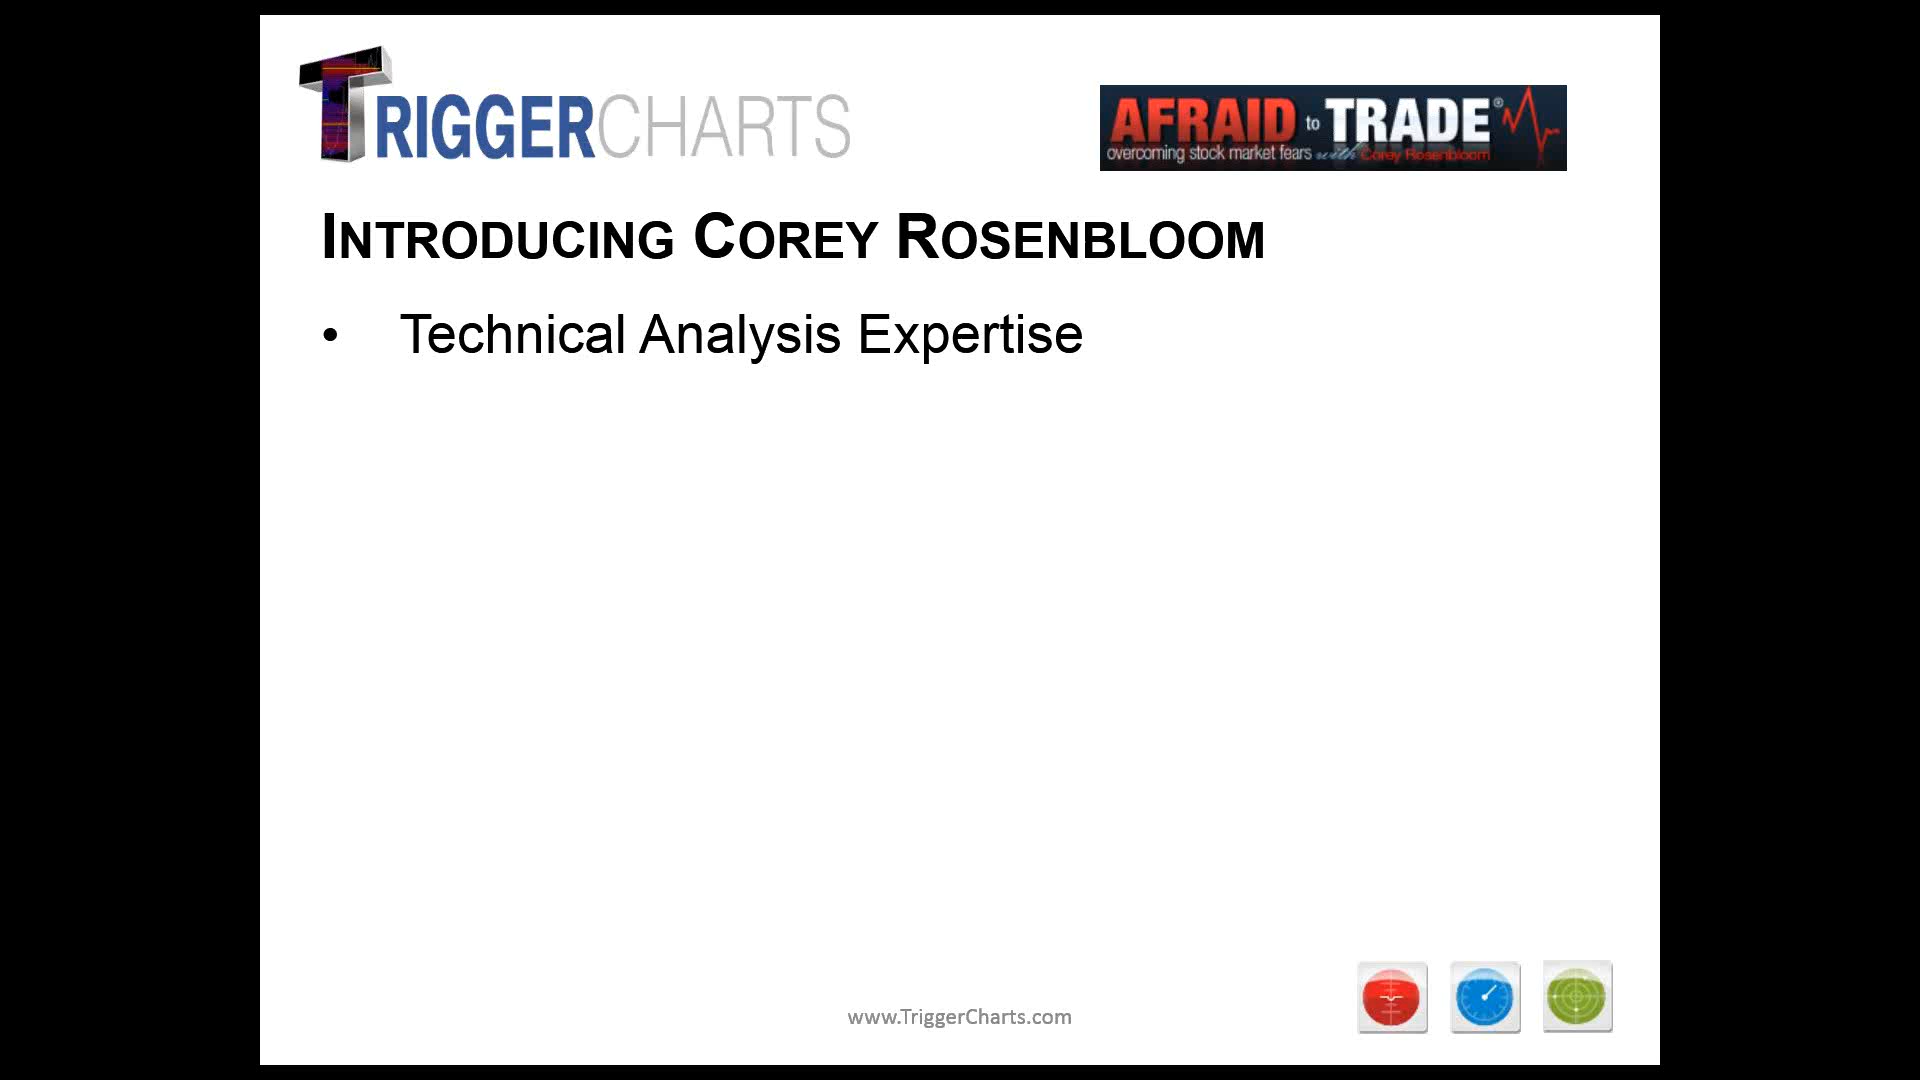 TRIGGERCHARTS
AFRAID to TRADE®
overcoming stock market fears with Corey Rosenbloom
INTRODUCING COREY ROSENBLOOM
• Technical Analysis Expertise
www.TriggerCharts.com